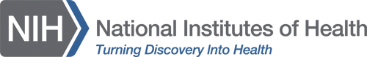 NIH National Institutes of Health
Turning Discovery Into Health